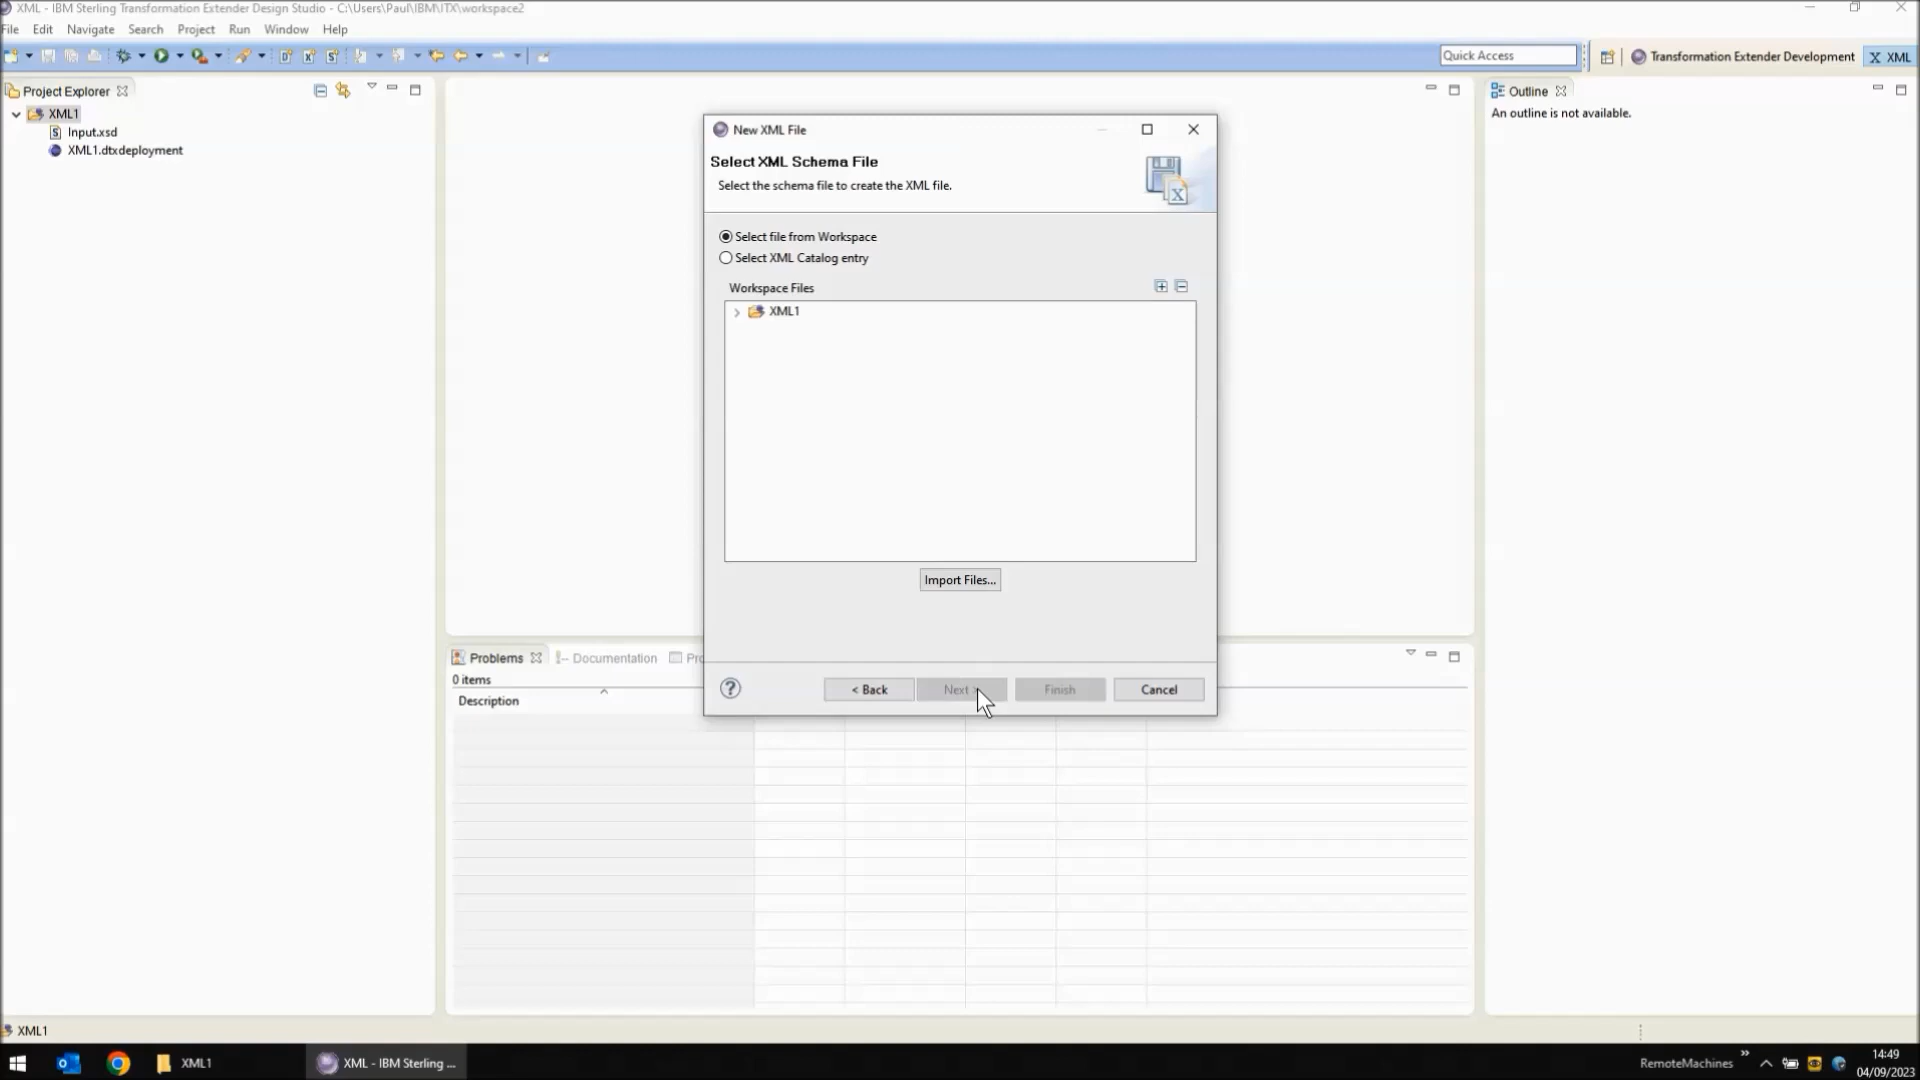 XML - IBM Sterling Transformation Extender Design Studio - C:\Users\Paul\IBM\ITX\workspace2
File Edit Navigate Search Project Run Window Help
Quick Access
Transformation Extender Development
X XML
Project Explorer
XML1
Input.xsd
XML1.dtxdeployment
Outline
An outline is not available.
New XML File
Select XML Schema File
Select the schema file to create the XML file.
Select file from Workspace
Select XML Catalog entry
Workspace Files
XML1
Import Files...
< Back
Next >
Finish
Cancel
Problems
Documentation
Pro
0 items
Description
XML1
XML1
XML - IBM Sterling ...
RemoteMachines
14:49
04/09/2023